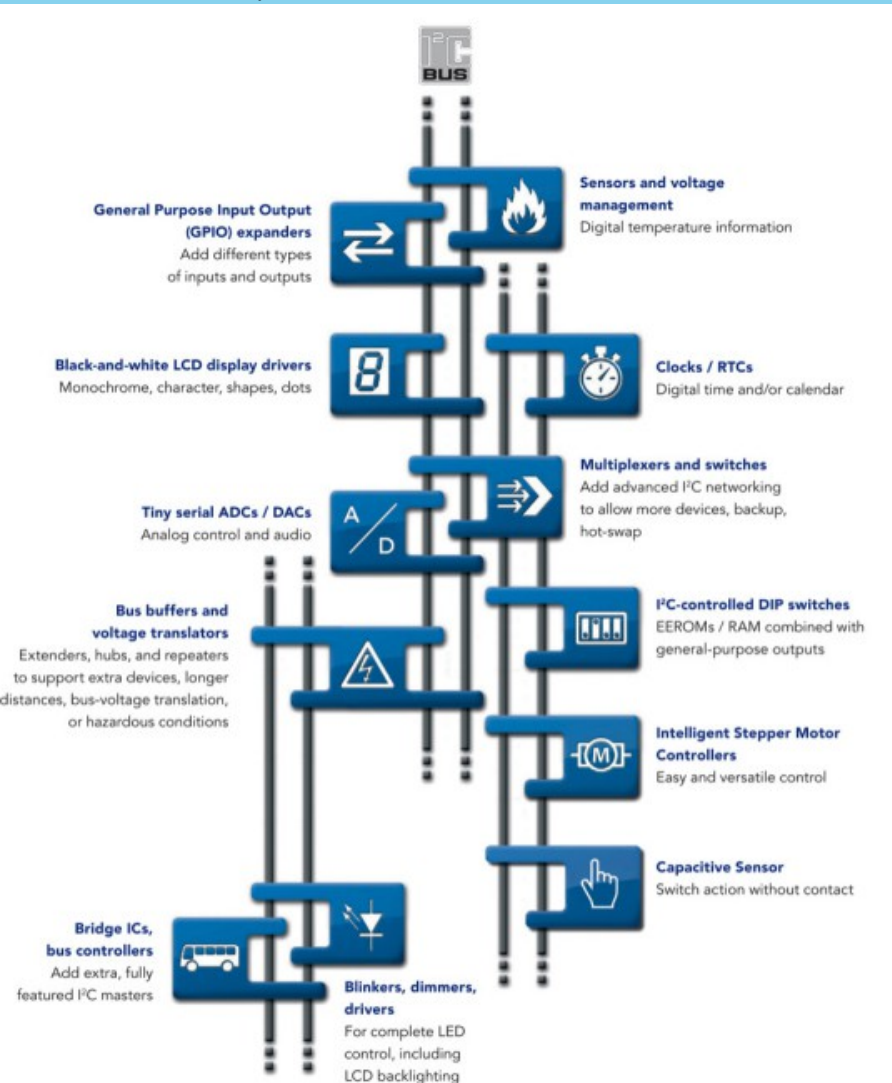 I²C
BUS
Sensors and voltage
management
Digital temperature information
General Purpose Input Output
(GPIO) expanders
Add different types
of inputs and outputs
Black-and-white LCD display drivers
Monochrome, character, shapes, dots
8
Clocks / RTCs
Digital time and/or calendar
Multiplexers and switches
Add advanced I²C networking
to allow more devices, backup,
hot-swap
Tiny serial ADCs / DACs
Analog control and audio
A
D
I²C-controlled DIP switches
EEROMs / RAM combined with
general-purpose outputs
Bus buffers and
voltage translators
Extenders, hubs, and repeaters
to support extra devices, longer
distances, bus-voltage translation,
or hazardous conditions
Intelligent Stepper Motor
Controllers
Easy and versatile control
M
Capacitive Sensor
Switch action without contact
Bridge ICs,
bus controllers
Add extra, fully
featured I²C masters
Blinkers, dimmers,
drivers
For complete LED
control, including
LCD backlighting